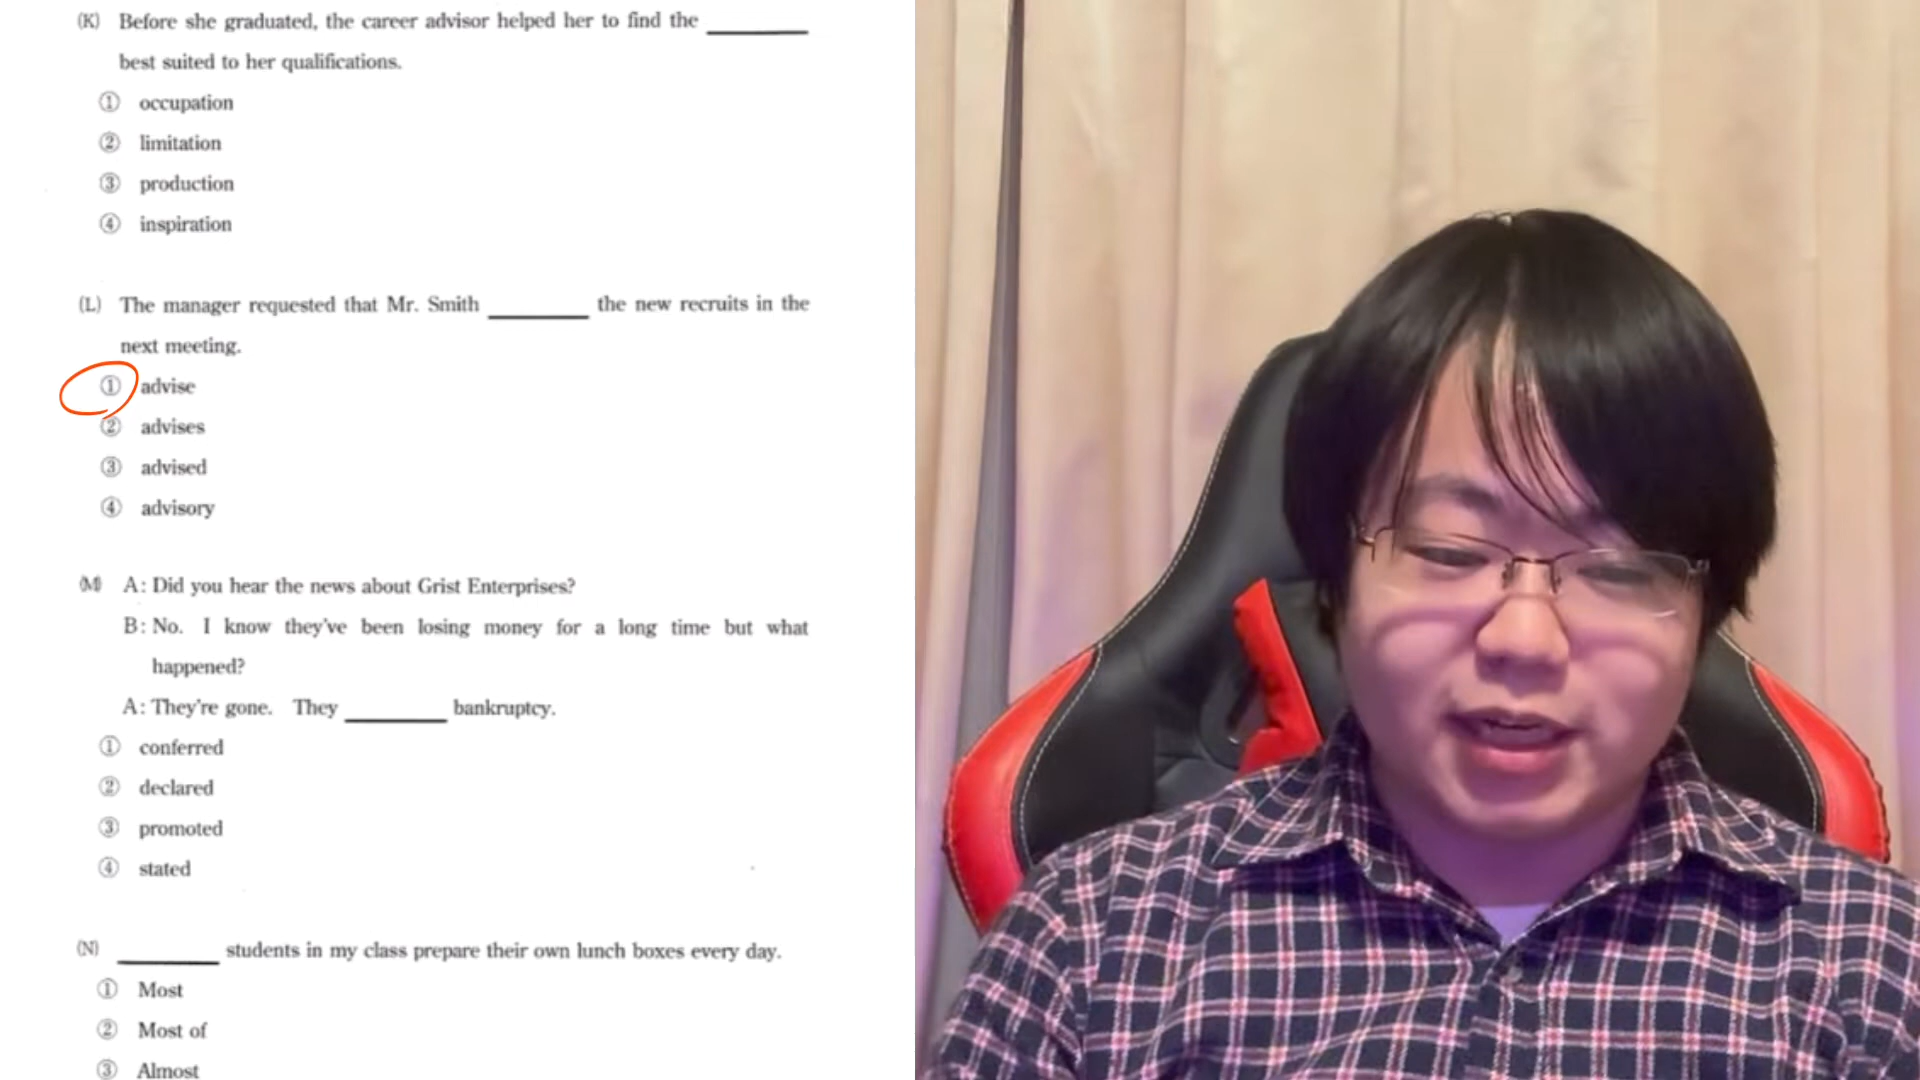 (K) Before she graduated, the career advisor helped her to find the ______
best suited to her qualifications.
① occupation
② limitation
③ production
④ inspiration
(L) The manager requested that Mr. Smith ______ the new recruits in the
next meeting.
① advise
② advises
③ advised
④ advisory
(M) A: Did you hear the news about Grist Enterprises?
B: No. I know they've been losing money for a long time but what
happened?
A: They're gone. They ______ bankruptcy.
① conferred
② declared
③ promoted
④ stated
(N) ______ students in my class prepare their own lunch boxes every day.
① Most
② Most of
③ Almost